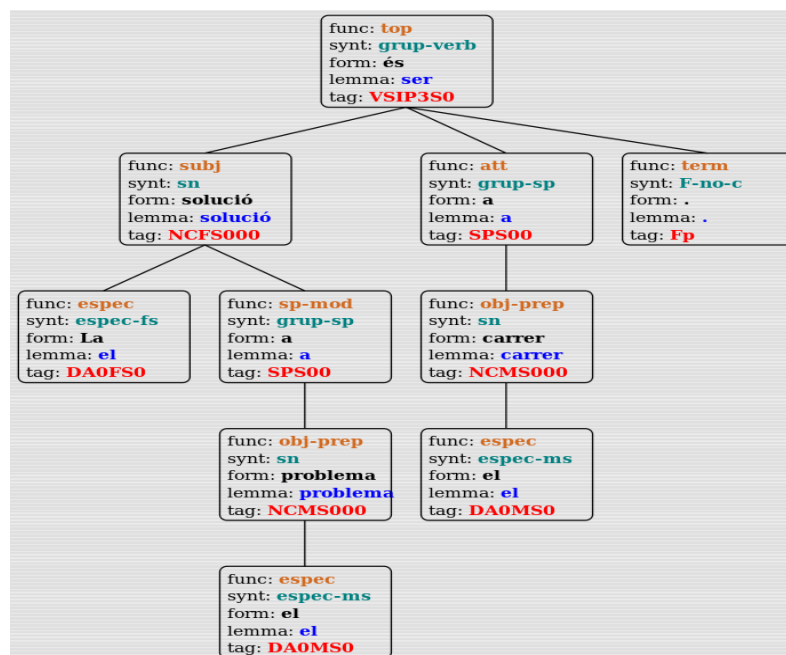 func: top
synt: grup-verb
form: és
lemma: ser
tag: VSIP3S0
func: subj
synt: sn
form: solució
lemma: solució
tag: NCFS000
func: att
synt: grup-sp
form: a
lemma: a
tag: SPS00
func: term
synt: F-no-c
form: .
lemma: .
tag: Fp
func: espec
synt: espec-fs
form: La
lemma: el
tag: DA0FS0
func: sp-mod
synt: grup-sp
form: a
lemma: a
tag: SPS00
func: obj-prep
synt: sn
form: carrer
lemma: carrer
tag: NCMS000
func: obj-prep
synt: sn
form: problema
lemma: problema
tag: NCMS000
func: espec
synt: espec-ms
form: el
lemma: el
tag: DA0MS0
func: espec
synt: espec-ms
form: el
lemma: el
tag: DA0MS0